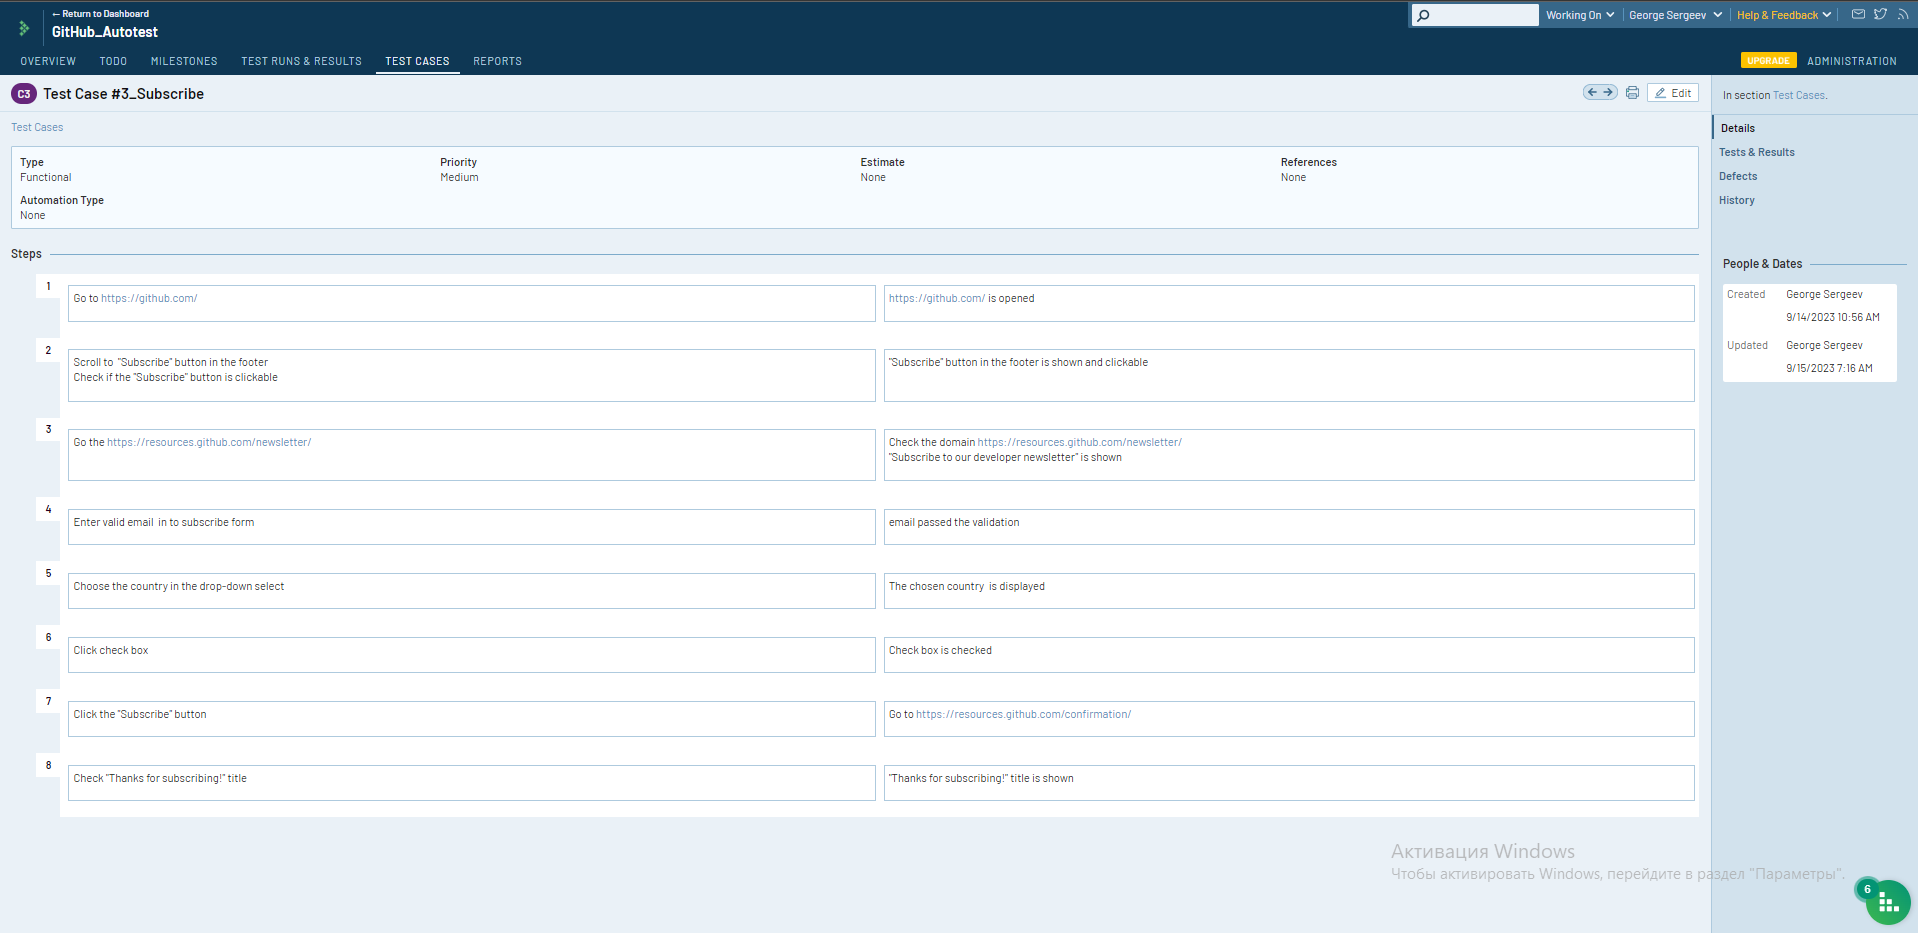 ← Return to Dashboard
GitHub_Autotest
Working On
George Sergeev
Help & Feedback
OVERVIEW
TODO
MILESTONES
TEST RUNS & RESULTS
TEST CASES
REPORTS
UPGRADE
ADMINISTRATION
C3
Test Case #3_Subscribe
Edit
Test Cases
Type
Functional
Priority
Medium
Estimate
None
References
None
Automation Type
None
Steps
1
Go to https://github.com/
https://github.com/ is opened
2
Scroll to "Subscribe" button in the footer
Check if the "Subscribe" button is clickable
"Subscribe" button in the footer is shown and clickable
3
Go the https://resources.github.com/newsletter/
Check the domain https://resources.github.com/newsletter/
"Subscribe to our developer newsletter" is shown
4
Enter valid email in to subscribe form
email passed the validation
5
Choose the country in the drop-down select
The chosen country is displayed
6
Click check box
Check box is checked
7
Click the "Subscribe" button
Go to https://resources.github.com/confirmation/
8
Check "Thanks for subscribing!" title
"Thanks for subscribing!" title is shown
In section Test Cases.
Details
Tests & Results
Defects
History
People & Dates
Created
George Sergeev
9/14/2023 10:56 AM
Updated
George Sergeev
9/15/2023 7:16 AM
Активация Windows
Чтобы активировать Windows, перейдите в раздел "Параметры".
6